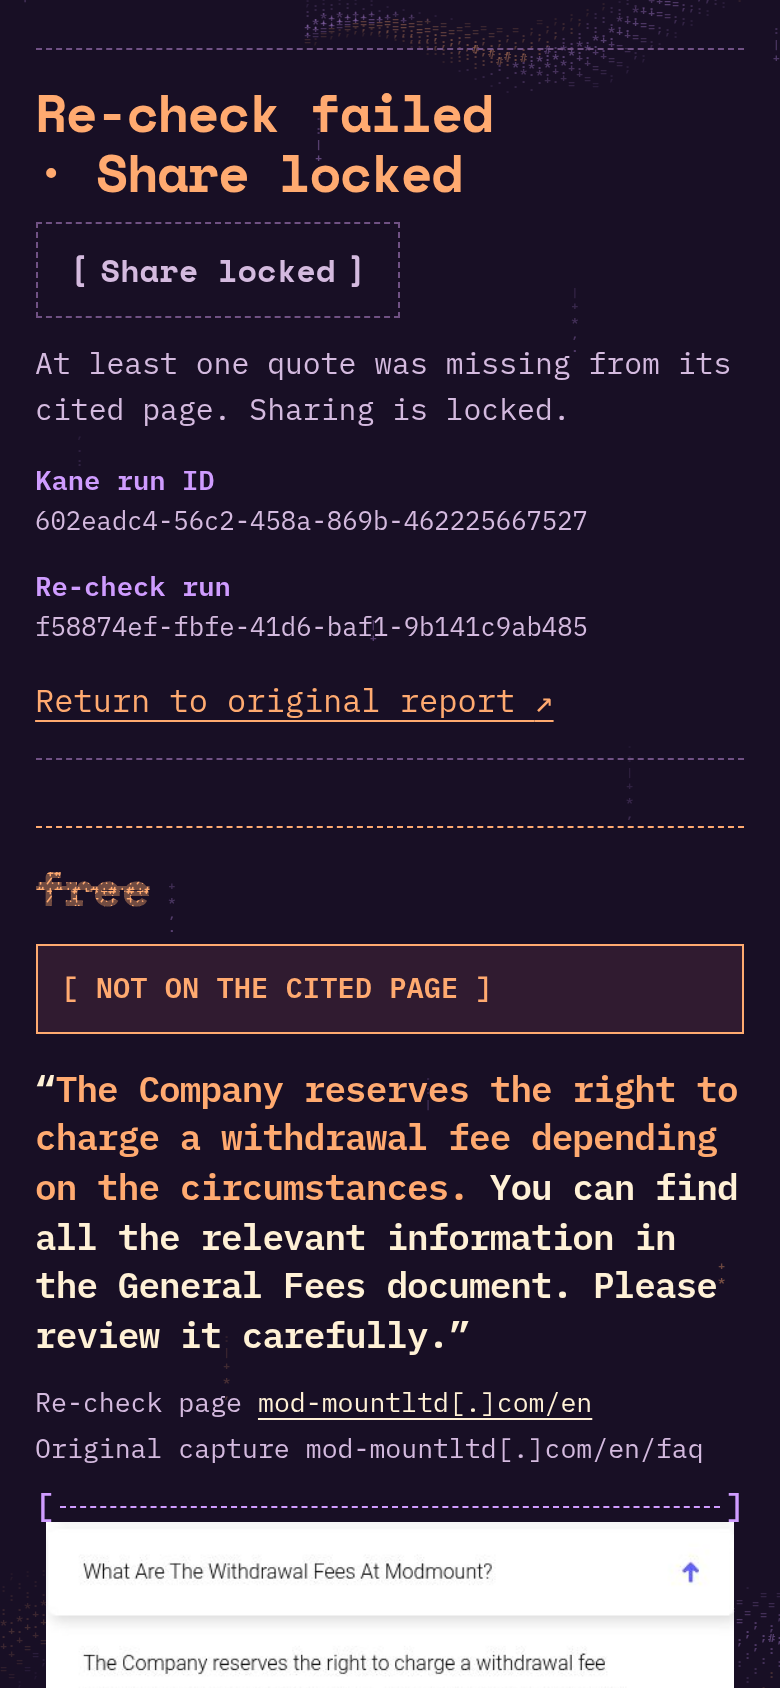 Re-check failed
· Share locked
[ Share locked ]
At least one quote was missing from its
cited page. Sharing is locked.
Kane run ID
602eadc4-56c2-458a-869b-462225667527
Re-check run
f58874ef-fbfe-41d6-baf1-9b141c9ab485
Return to original report ↗
free
[ NOT ON THE CITED PAGE ]
“The Company reserves the right to
charge a withdrawal fee depending
on the circumstances. You can find
all the relevant information in
the General Fees document. Please
review it carefully.”
Re-check page mod-mountltd[.]com/en
Original capture mod-mountltd[.]com/en/faq
What Are The Withdrawal Fees At Modmount?
The Company reserves the right to charge a withdrawal fee